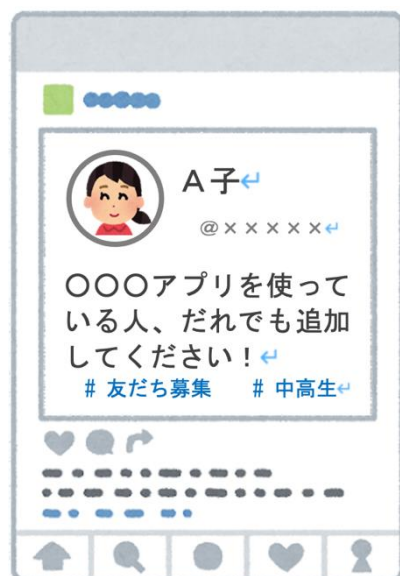 A子
@×××××
〇〇〇アプリを使って
いる人、だれでも追加
してください！
# 友だち募集 # 中高生